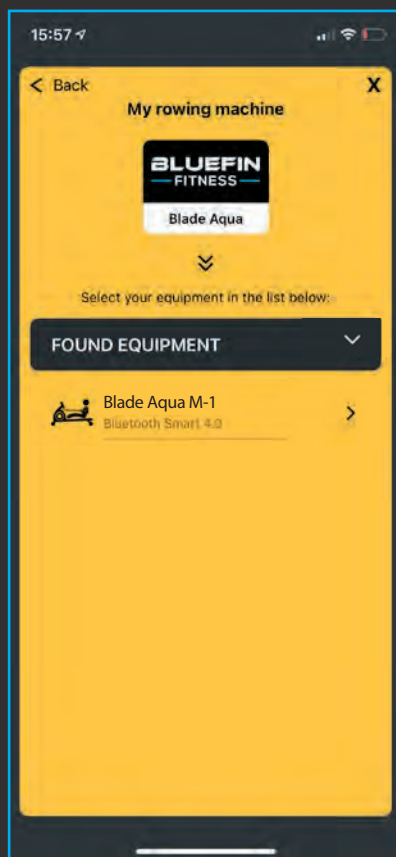 15:57
Back
X
My rowing machine
BLUEFIN
FITNESS
Blade Aqua
Select your equipment in the list below:
FOUND EQUIPMENT
Blade Aqua M-1
Bluetooth Smart 4.0